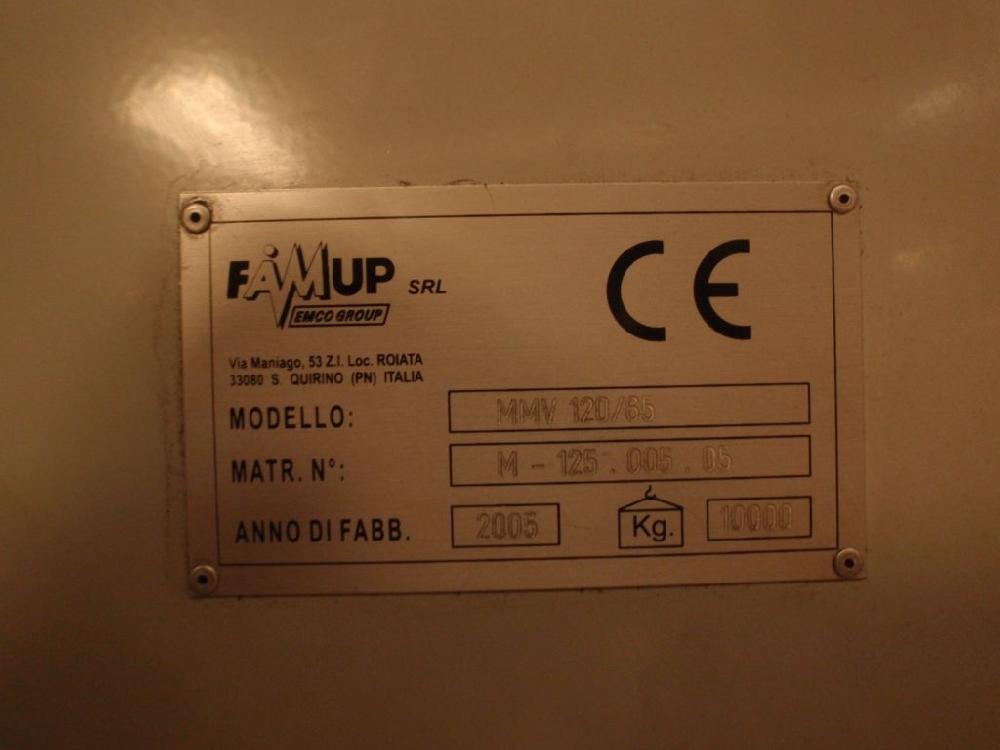 FAMUP SRL
EMCO GROUP
CE
Via Maniago, 53 Z.I. Loc. ROIATA
33080 S. QUIRINO (PN) ITALIA
MODELLO: MMV 120/65
MATR. N°: M - 125 . 005 . 05
ANNO DI FABB. 2005 Kg. 10000